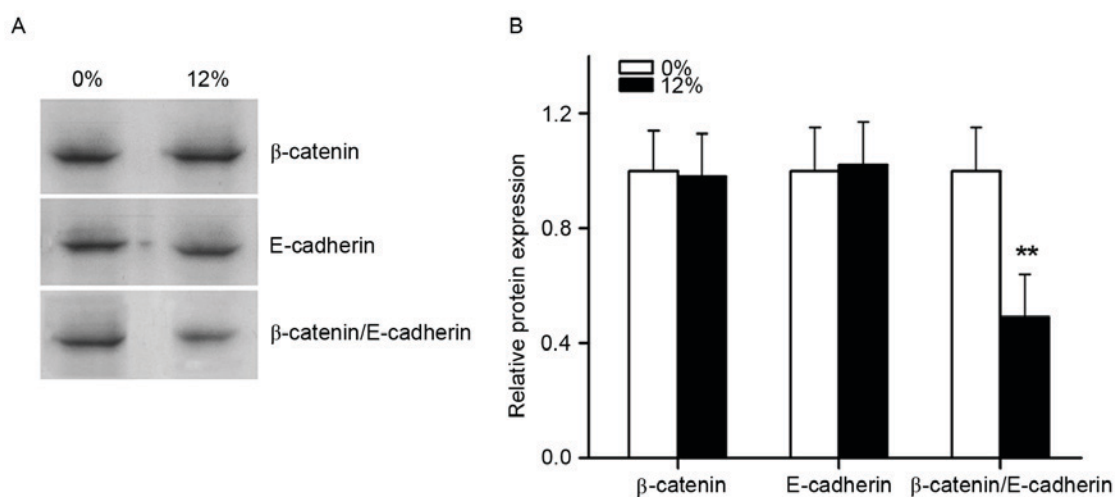 A
0% 12%
β-catenin
E-cadherin
β-catenin/E-cadherin
B
0%
12%
Relative protein expression
1.2
0.8
0.4
0.0
**
β-catenin E-cadherin β-catenin/E-cadherin